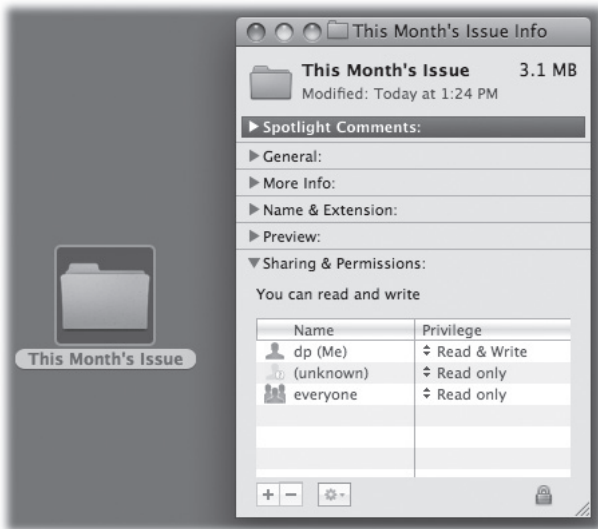 This Month's Issue Info
This Month's Issue 3.1 MB
Modified: Today at 1:24 PM
Spotlight Comments:
General:
More Info:
Name & Extension:
Preview:
Sharing & Permissions:
You can read and write
Name Privilege
dp (Me) Read & Write
(unknown) Read only
everyone Read only
This Month's Issue